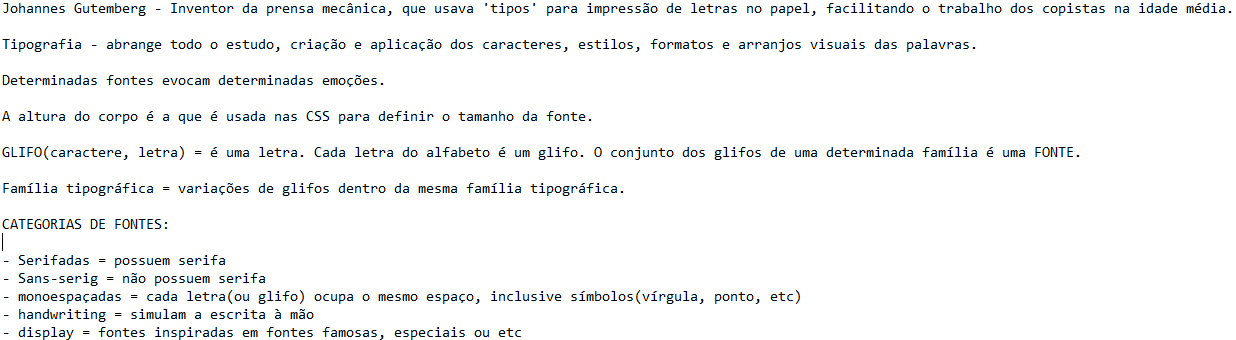 Johannes Gutemberg - Inventor da prensa mecânica, que usava 'tipos' para impressão de letras no papel, facilitando o trabalho dos copistas na idade média.
Tipografia - abrange todo o estudo, criação e aplicação dos caracteres, estilos, formatos e arranjos visuais das palavras.
Determinadas fontes evocam determinadas emoções.
A altura do corpo é a que é usada nas CSS para definir o tamanho da fonte.
GLIFO(caractere, letra) = é uma letra. Cada letra do alfabeto é um glifo. O conjunto dos glifos de uma determinada família é uma FONTE.
Família tipográfica = variações de glifos dentro da mesma família tipográfica.
CATEGORIAS DE FONTES:
- Serifadas = possuem serifa
- Sans-serig = não possuem serifa
- monoespaçadas = cada letra(ou glifo) ocupa o mesmo espaço, inclusive símbolos(vírgula, ponto, etc)
- handwriting = simulam a escrita à mão
- display = fontes inspiradas em fontes famosas, especiais ou etc